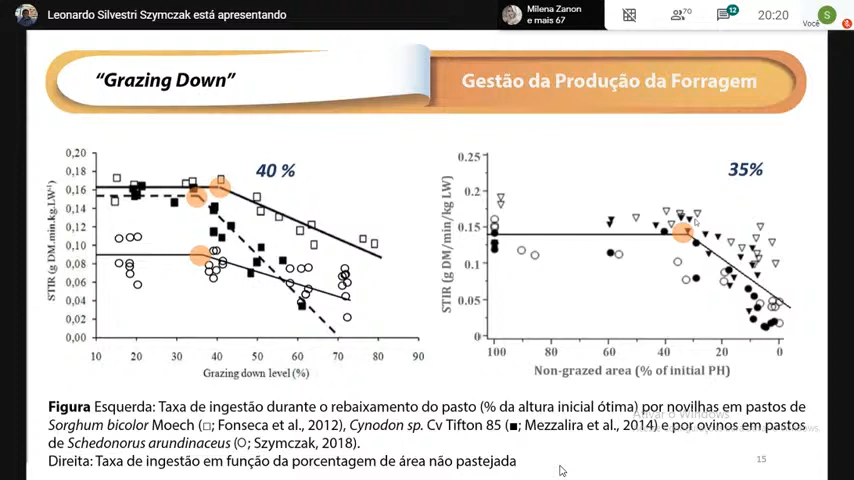 Leonardo Silvestri Szymczak está apresentando
Milena Zanon
e mais 67
70
12
20:20
S
Você
“Grazing Down”
Gestão da Produção da Forragem
40 %
35%
STIR (g DM.min.kg.LW⁻¹)
0,20
0,18
0,16
0,14
0,12
0,10
0,08
0,06
0,04
0,02
0,00
10 20 30 40 50 60 70 80 90
Grazing down level (%)
STIR (g DM/min/kg LW)
0.25
0.2
0.15
0.1
0.05
0
100 80 60 40 20 0
Non-grazed area (% of initial PH)
Figura Esquerda: Taxa de ingestão durante o rebaixamento do pasto (% da altura inicial ótima) por novilhas em pastos de
Sorghum bicolor Moech (□; Fonseca et al., 2012), Cynodon sp. Cv Tifton 85 (■; Mezzalira et al., 2014) e por ovinos em pastos
de Schedonorus arundinaceus (O; Szymczak, 2018).
Direita: Taxa de ingestão em função da porcentagem de área não pastejada
Ativar o Windows
15